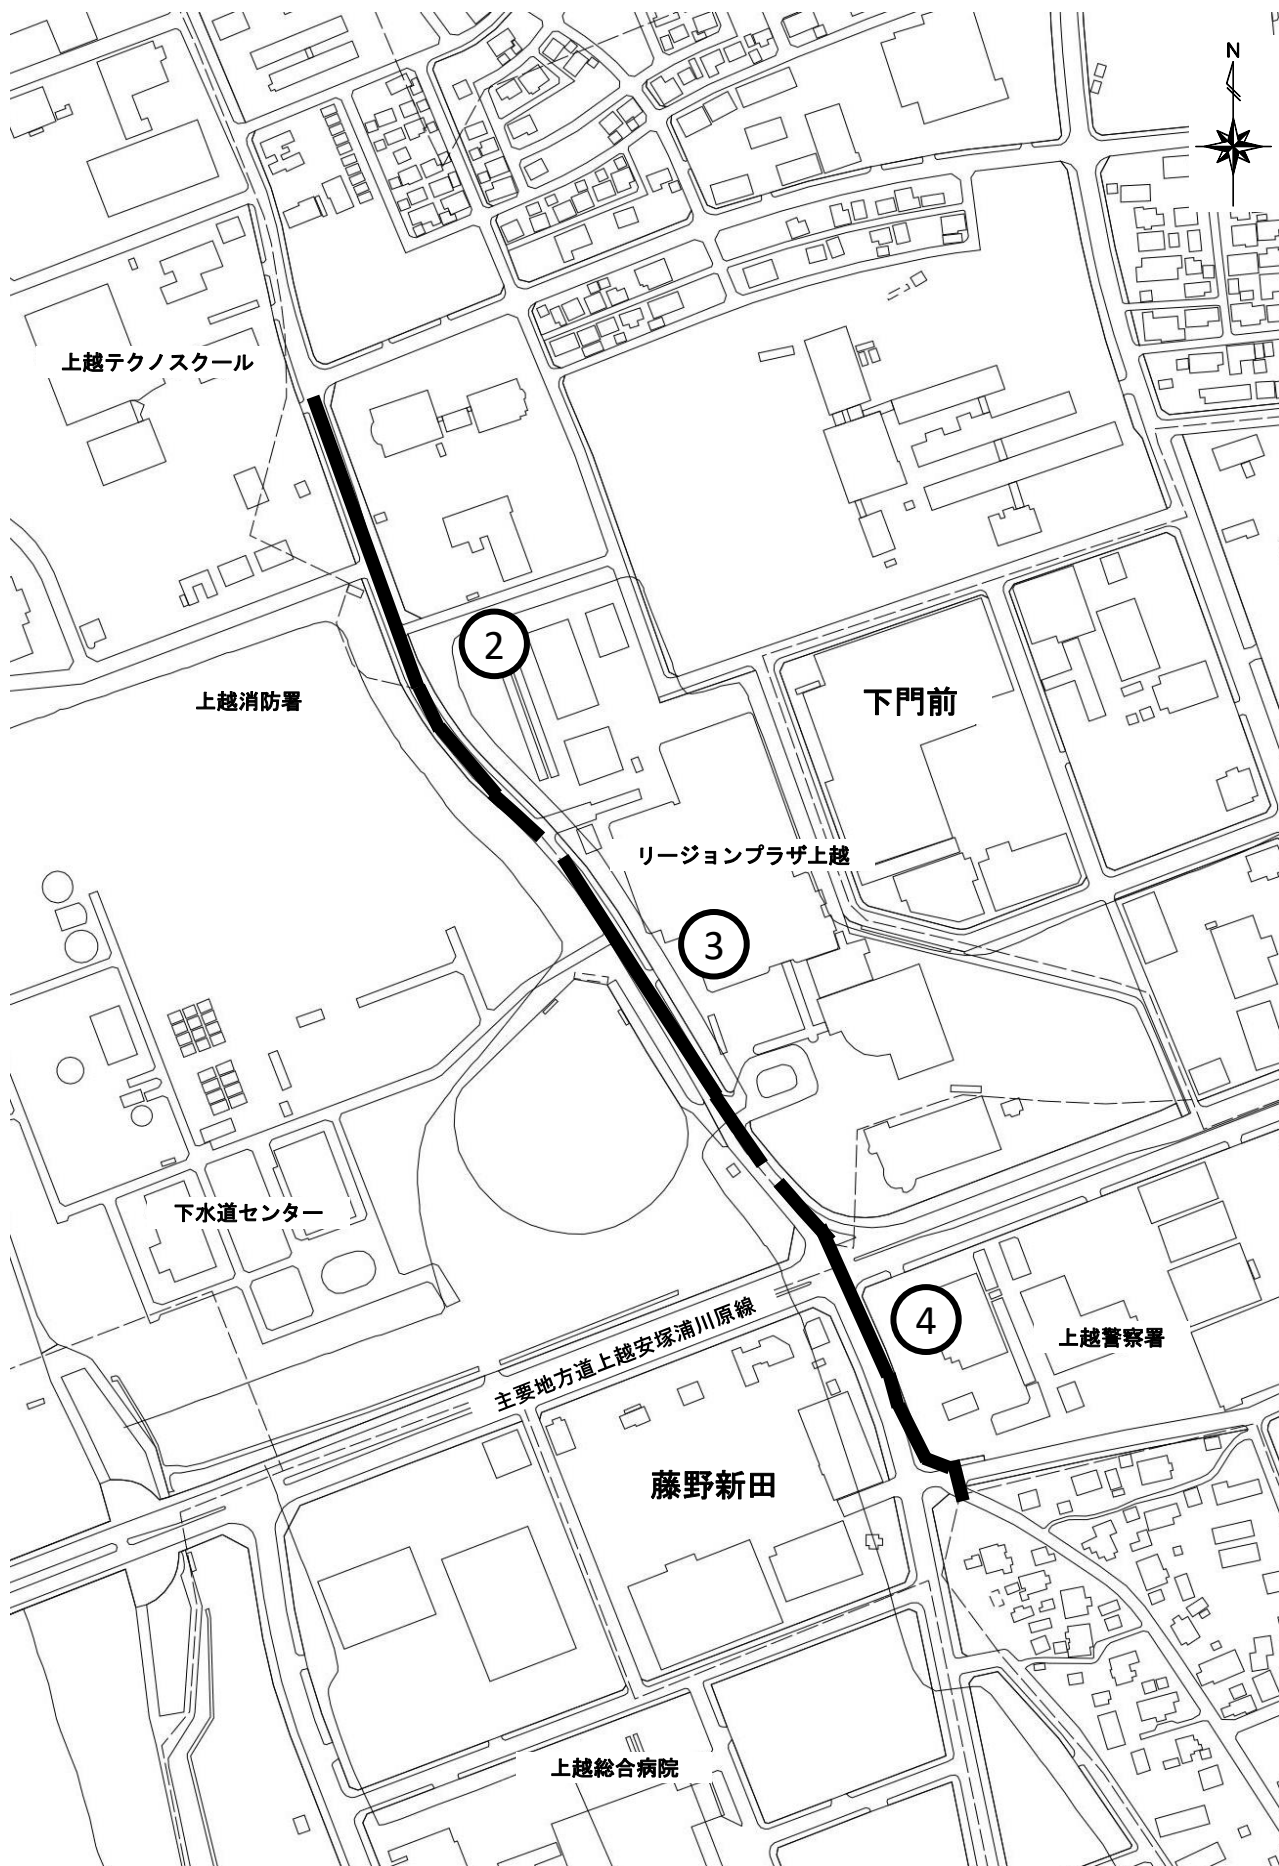 N
上越テクノスクール
②
上越消防署
下門前
リージョンプラザ上越
③
下水道センター
④
上越警察署
主要地方道上越安塚浦川原線
藤野新田
上越総合病院